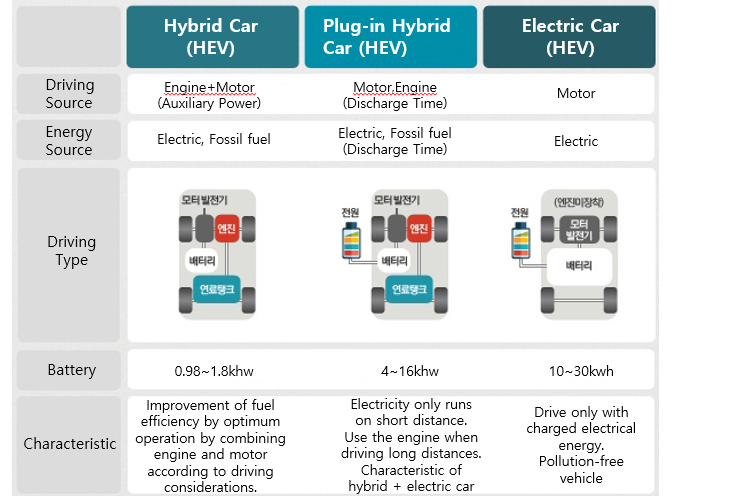 Hybrid Car
(HEV)
Plug-in Hybrid
Car (HEV)
Electric Car
(HEV)
Driving
Source
Engine+Motor
(Auxiliary Power)
Motor.Engine
(Discharge Time)
Motor
Energy
Source
Electric, Fossil fuel
Electric, Fossil fuel
(Discharge Time)
Electric
Driving
Type
모터 발전기
엔진
배터리
연료탱크
전원
모터 발전기
엔진
배터리
연료탱크
전원
(엔진미장착)
모터
발전기
배터리
Battery
0.98~1.8khw
4~16khw
10~30kwh
Characteristic
Improvement of fuel
efficiency by optimum
operation by combining
engine and motor
according to driving
considerations.
Electricity only runs
on short distance.
Use the engine when
driving long distances.
Characteristic of
hybrid + electric car
Drive only with
charged electrical
energy.
Pollution-free
vehicle